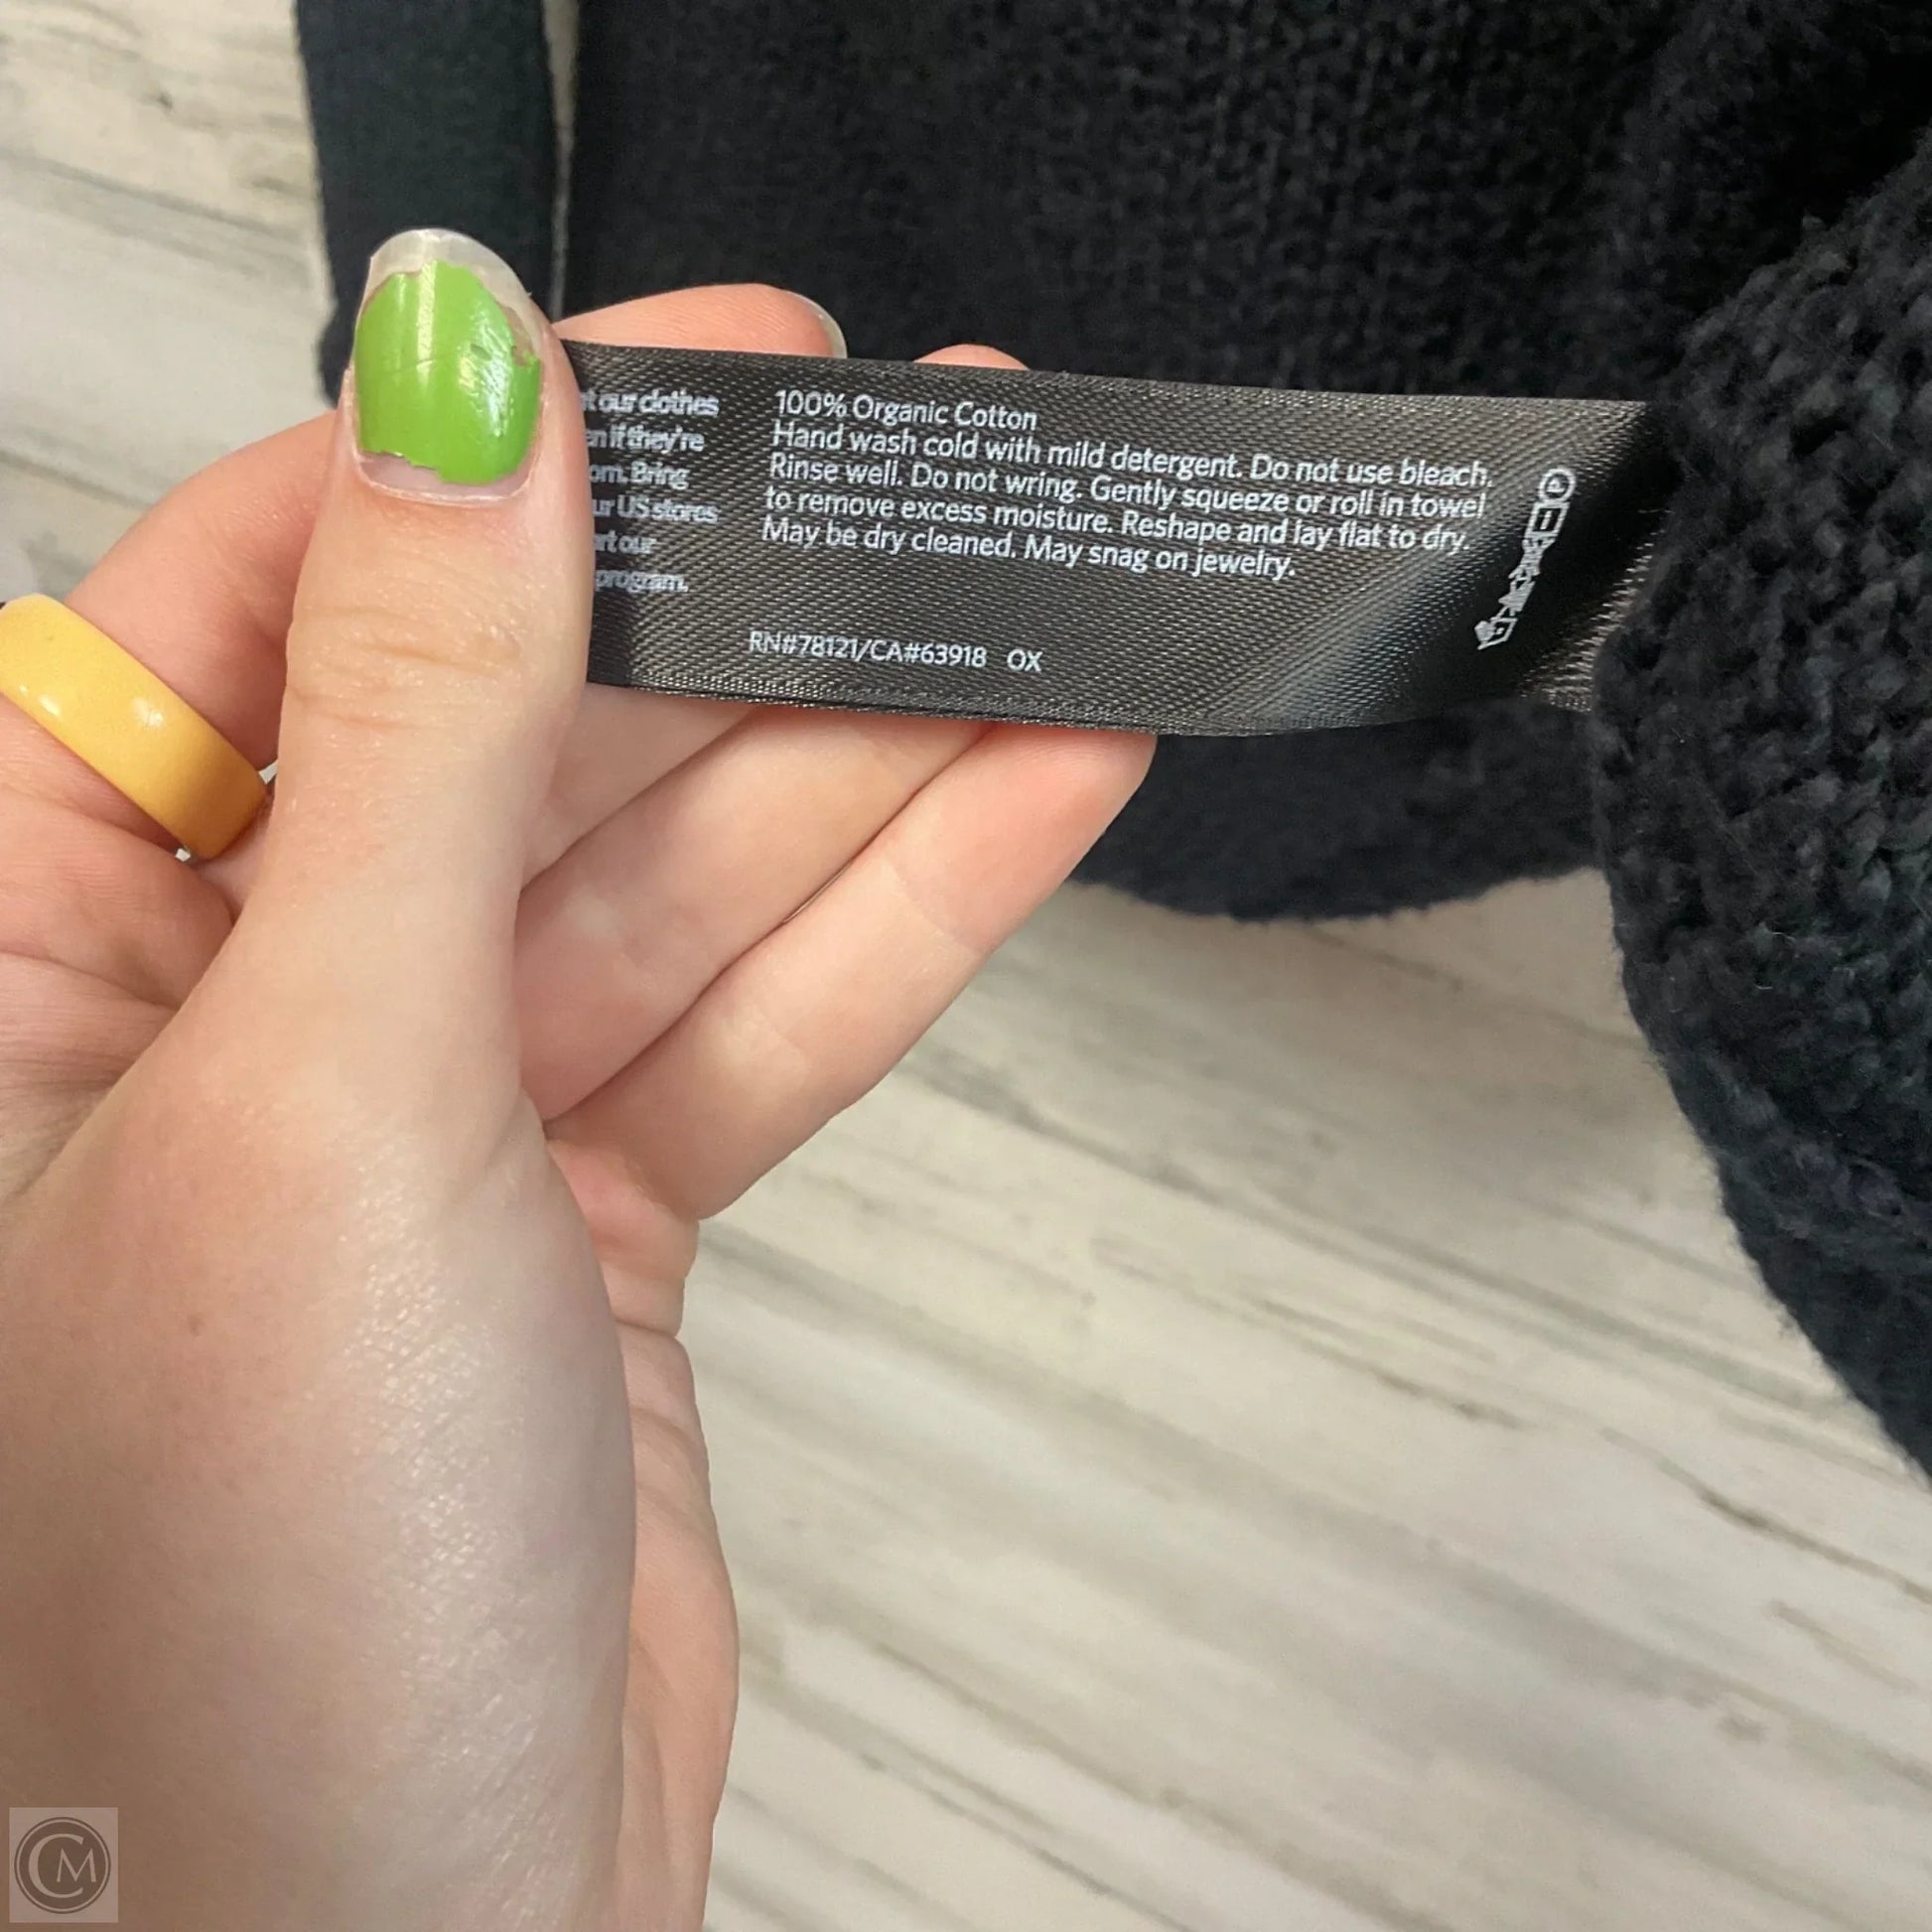 t our clothes
en if they're
om. Bring
ur US stores
rt our
program.
100% Organic Cotton
Hand wash cold with mild detergent. Do not use bleach.
Rinse well. Do not wring. Gently squeeze or roll in towel
to remove excess moisture. Reshape and lay flat to dry.
May be dry cleaned. May snag on jewelry.
RN#78121/CA#63918 OX
CM